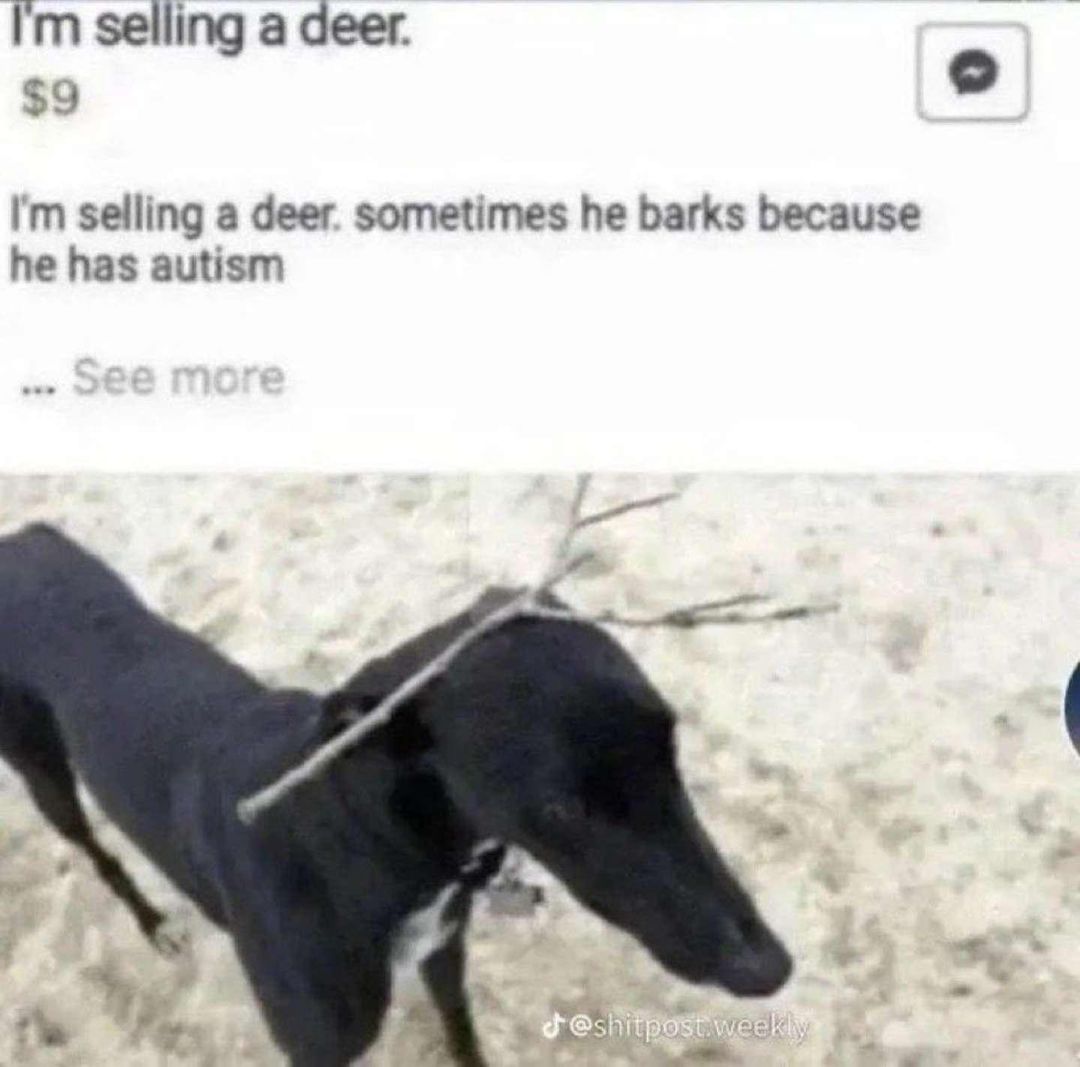 I'm selling a deer.
$9
I'm selling a deer. sometimes he barks because
he has autism
... See more
@shitpost.weekly